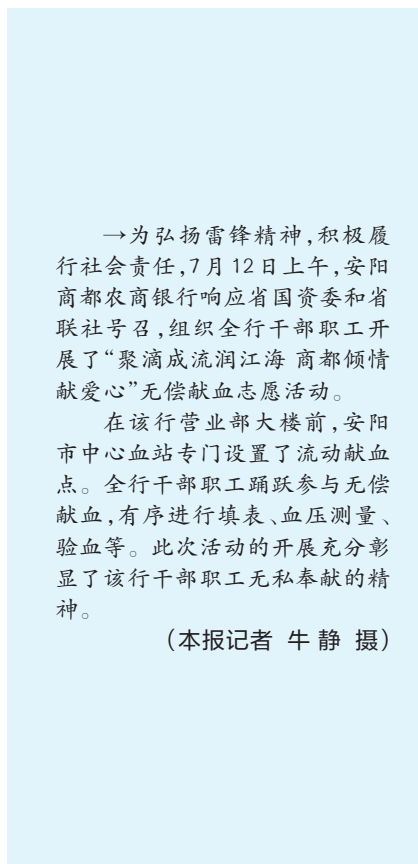 →为弘扬雷锋精神,积极履
行社会责任,7月12日上午,安阳
商都农商银行响应省国资委和省
联社号召,组织全行干部职工开
展了“聚滴成流润江海 商都倾情
献爱心”无偿献血志愿活动。
在该行营业部大楼前,安阳
市中心血站专门设置了流动献血
点。全行干部职工踊跃参与无偿
献血,有序进行填表、血压测量、
验血等。此次活动的开展充分彰
显了该行干部职工无私奉献的精
神。
(本报记者 牛 静 摄)